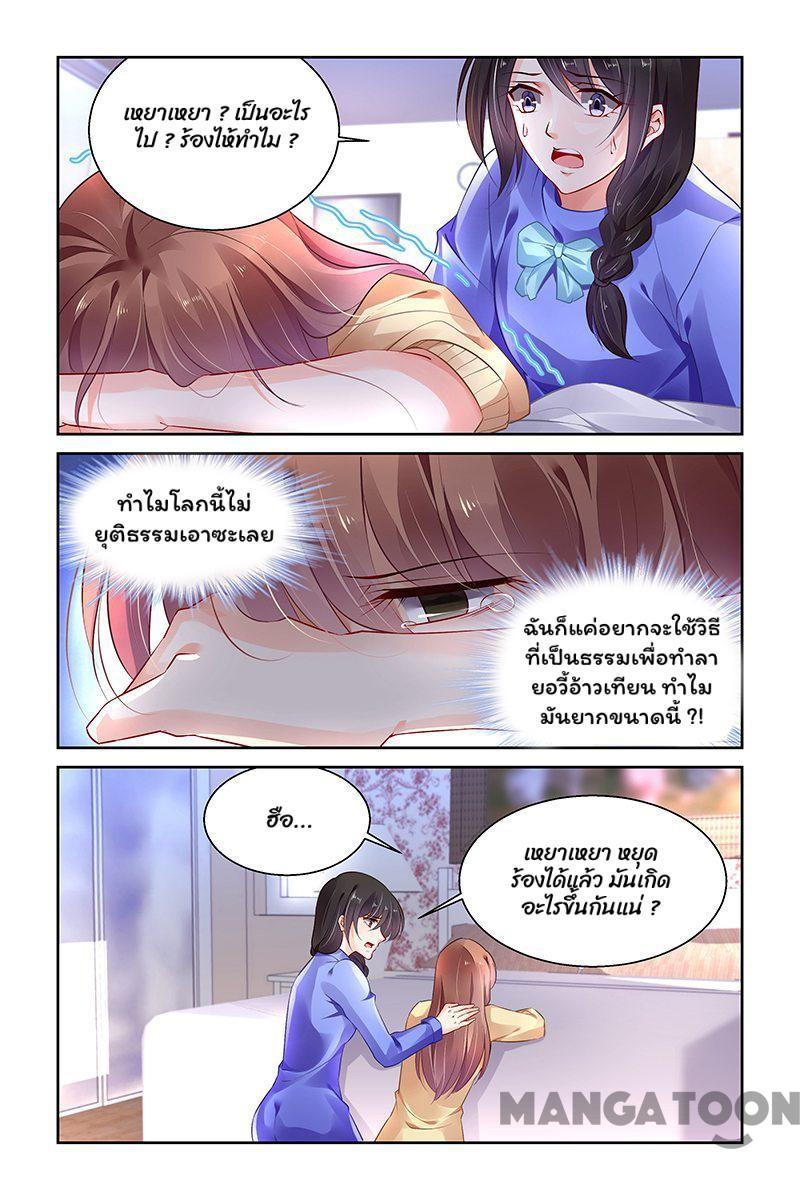 เหยาเหยา ? เป็นอะไร
ไป ? ร้องไห้ทำไม ?
ทำไมโลกนี้ไม่
ยุติธรรมเอาซะเลย
ฉันก็แค่อยากจะใช้วิธี
ที่เป็นธรรมเพื่อทำลา
ยอวี้อ้าวเทียน ทำไม
มันยากขนาดนี้ ?!
ฮือ...
เหยาเหยา หยุด
ร้องได้แล้ว มันเกิด
อะไรขึ้นกันแน่ ?
MANGATOON